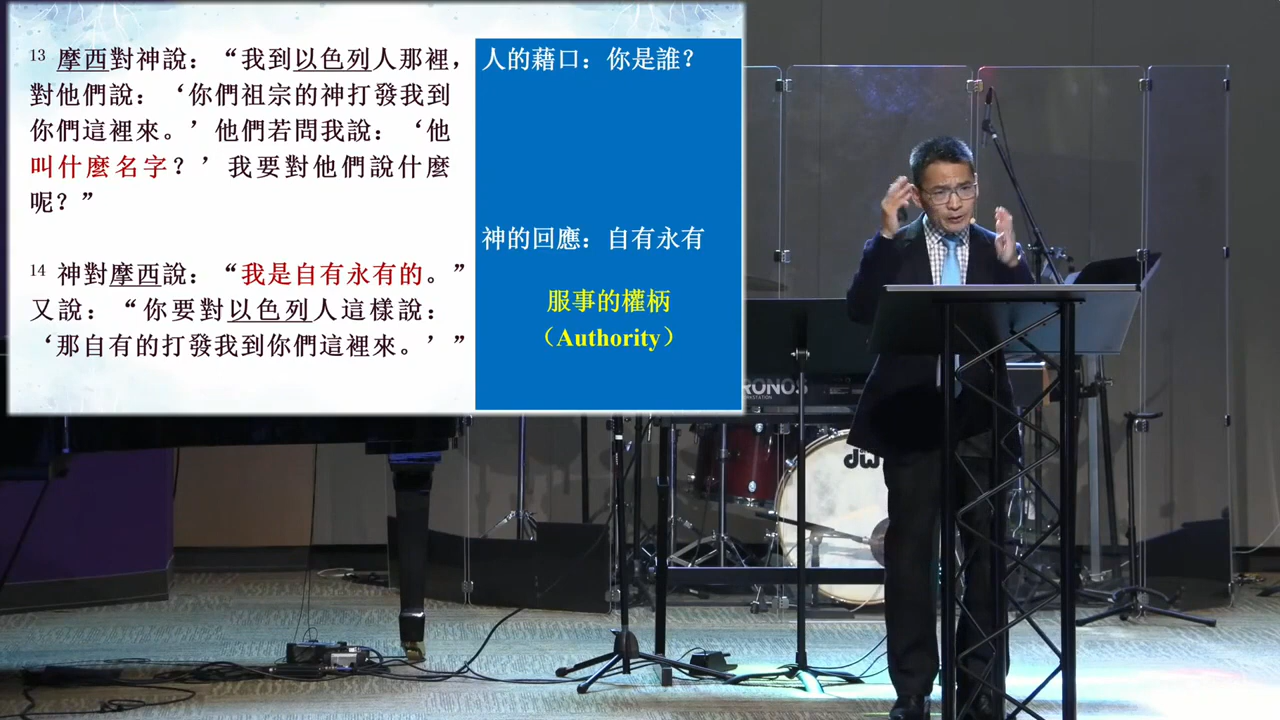 13 摩西對神說：“我到以色列人那裡，
對他們說：‘你們祖宗的神打發我到
你們這裡來。’他們若問我說：‘他
叫什麼名字？’我要對他們說什麼
呢？”
14 神對摩西說：“我是自有永有的。”
又說：“你要對以色列人這樣說：
‘那自有的打發我到你們這裡來。’”
人的藉口：你是誰？
神的回應：自有永有
服事的權柄
（Authority）
RONOS
WORKSTATION
dw